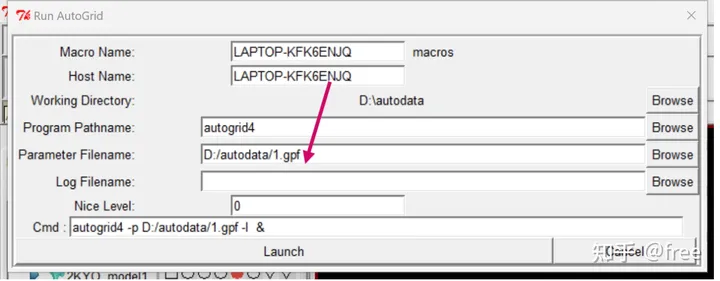 Run AutoGrid
Macro Name: LAPTOP-KFK6ENJQ macros
Host Name: LAPTOP-KFK6ENJQ
Working Directory: D:\autodata Browse
Program Pathname: autogrid4 Browse
Parameter Filename: D:/autodata/1.gpf Browse
Log Filename: Browse
Nice Level: 0
Cmd : autogrid4 -p D:/autodata/1.gpf -l &
Launch Cancel
知乎 @free
2KYO_model1